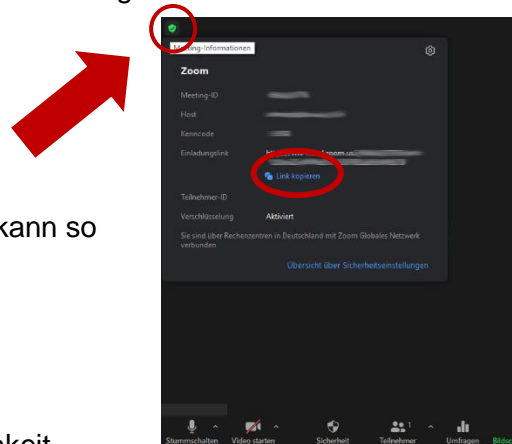 Meeting-Informationen
Zoom
Meeting-ID
Host
Kenncode
Einladungslink
Link kopieren
Teilnehmer-ID
Verschlüsselung Aktiviert
Sie sind über Rechenzentren in Deutschland mit Zoom Globales Netzwerk
verbunden
Übersicht über Sicherheitseinstellungen
kann so
1
Stummschalten Video starten Sicherheit Teilnehmer Umfragen